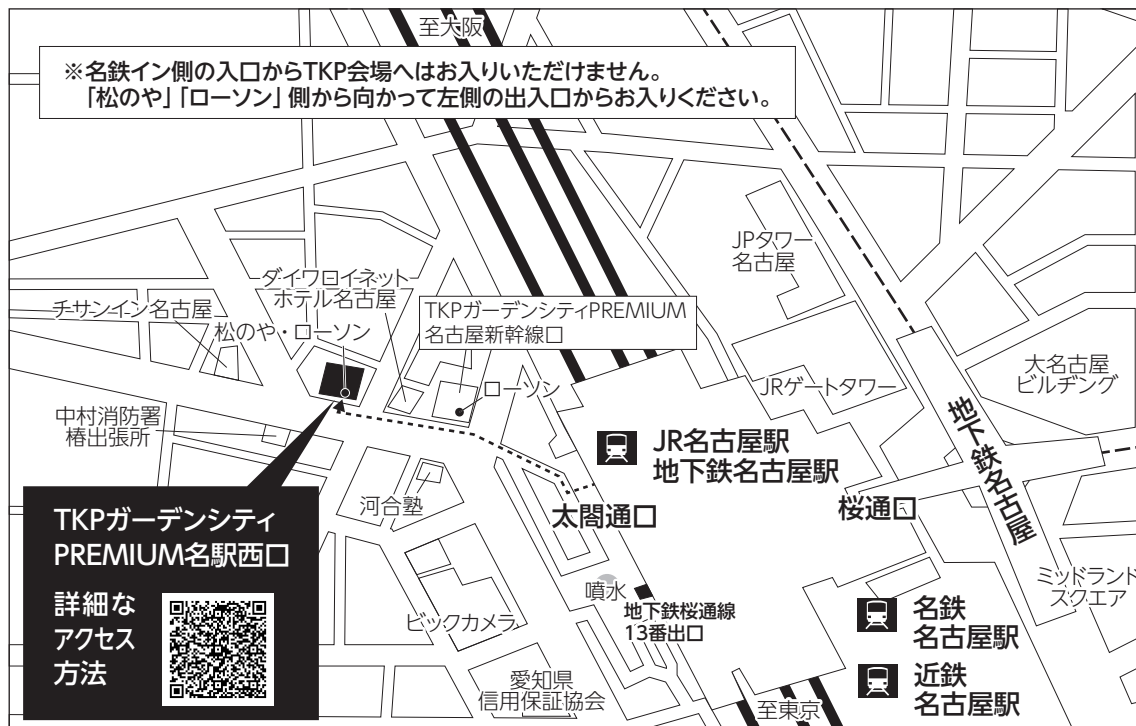 至大阪
※名鉄イン側の入口からTKP会場へはお入りいただけません。
「松のや」「ローソン」側から向かって左側の出入口からお入りください。
JPタワー
名古屋
ダイワロイネット
ホテル名古屋
チサンイン名古屋
松のや・ローソン
TKPガーデンシティPREMIUM
名古屋新幹線口
ローソン
JRゲートタワー
大名古屋
ビルヂング
中村消防署
椿出張所
JR名古屋駅
地下鉄名古屋駅
地下鉄名古屋
河合塾
太閤通口
桜通口
TKPガーデンシティ
PREMIUM名駅西口
詳細な
アクセス
方法
噴水
地下鉄桜通線
13番出口
ミッドランド
スクエア
ビックカメラ
名鉄
名古屋駅
近鉄
名古屋駅
愛知県
信用保証協会
至東京